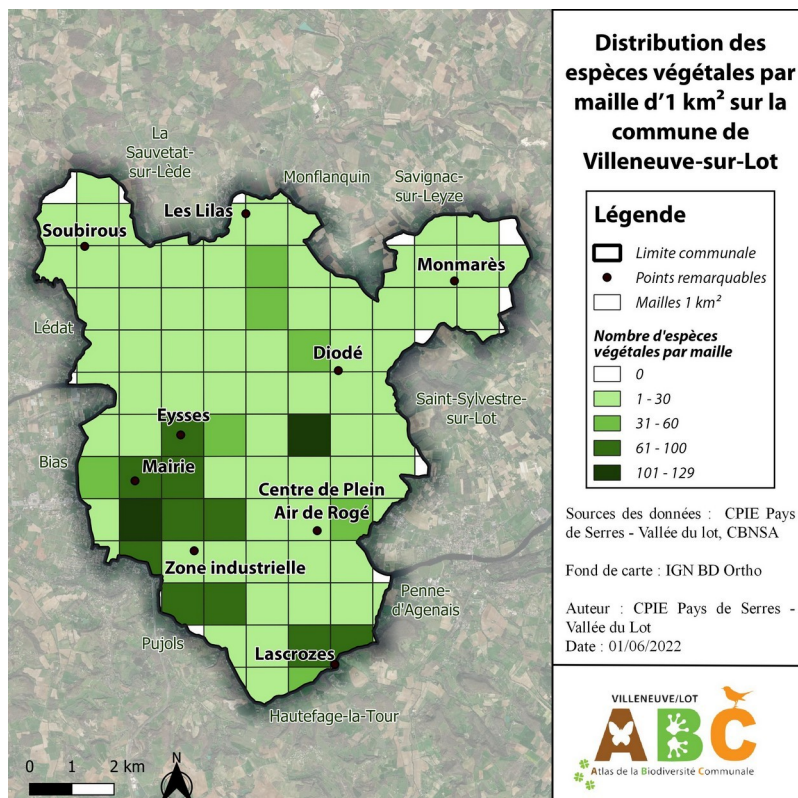 Distribution des
espèces végétales par
maille d'1 km² sur la
commune de
Villeneuve-sur-Lot
Légende
Limite communale
Points remarquables
Mailles 1 km²
Nombre d'espèces
végétales par maille
0
1 - 30
31 - 60
61 - 100
101 - 129
Sources des données : CPIE Pays
de Serres - Vallée du lot, CBNSA
Fond de carte : IGN BD Ortho
Auteur : CPIE Pays de Serres -
Vallée du Lot
Date : 01/06/2022
VILLENEUVE/LOT
ABC
Atlas de la Biodiversité Communale
La
Sauvetat-
sur-Lède
Monflanquin
Savignac-
sur-Leyze
Les Lilas
Soubirous
Monmarès
Lédat
Diodé
Saint-Sylvestre-
sur-Lot
Eysses
Bias
Mairie
Centre de Plein
Air de Rogé
Zone industrielle
Penne-
d'Agenais
Pujols
Lascrozes
Hautefage-la-Tour
0 1 2 km
N